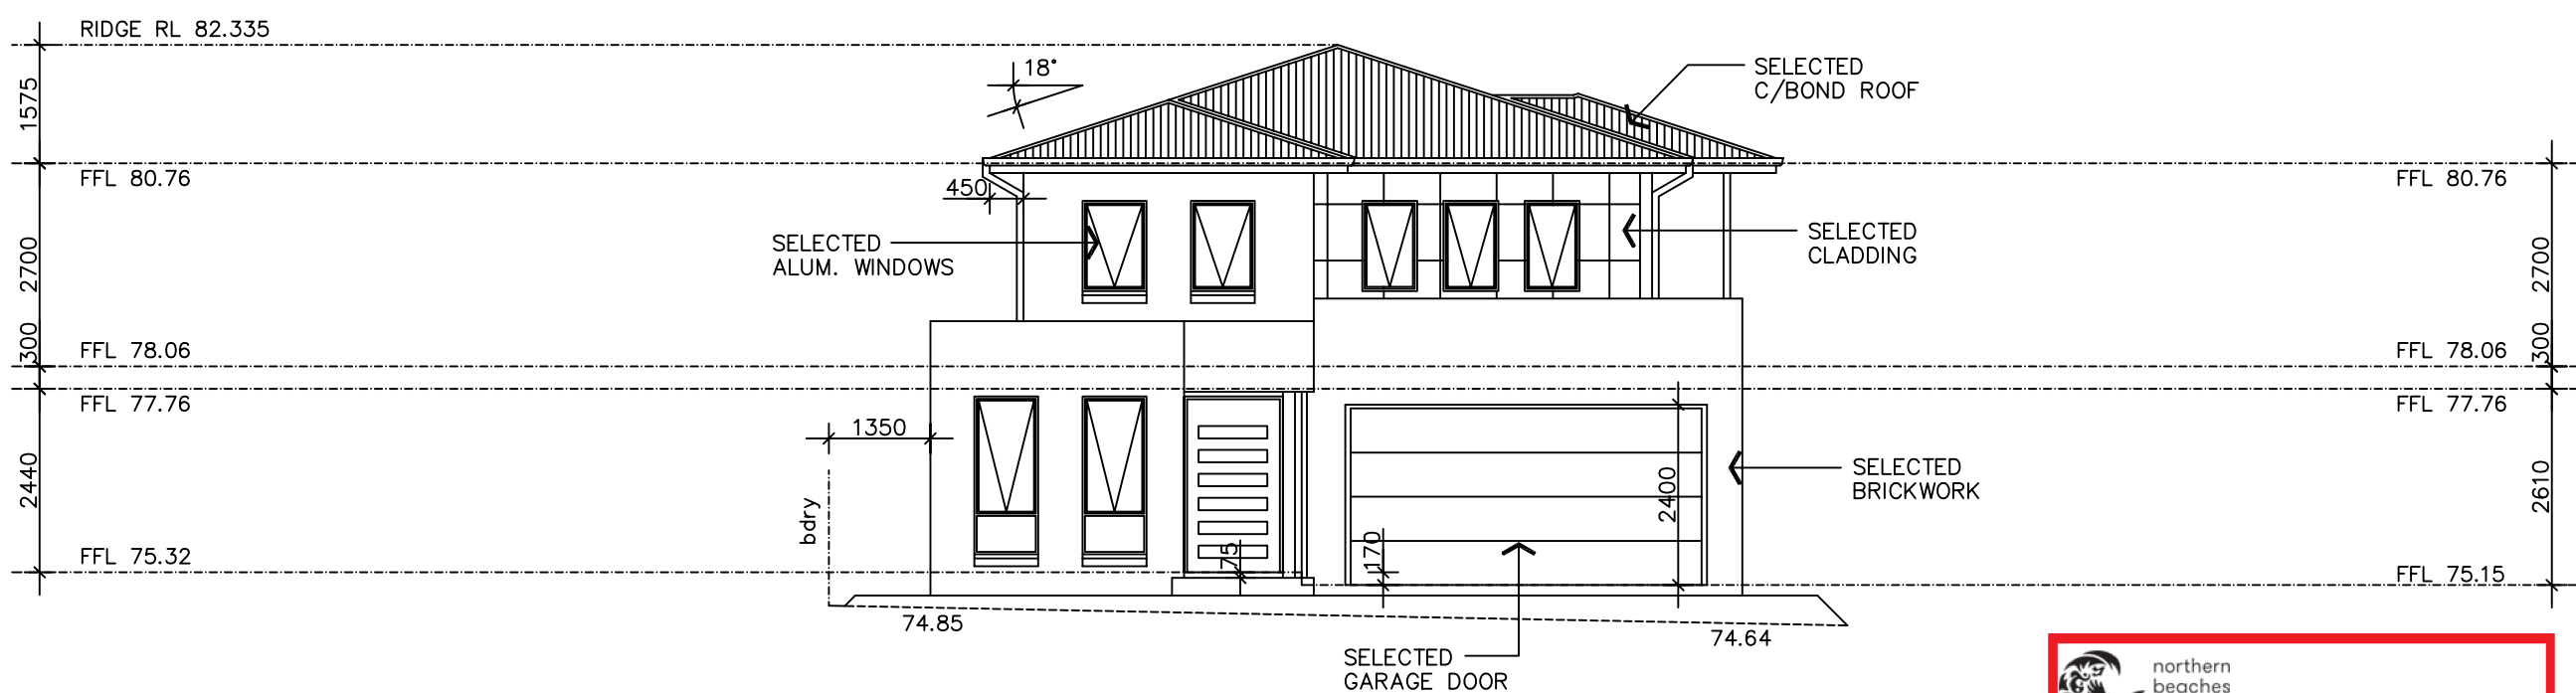 RIDGE RL 82.335
1575
18°
SELECTED
C/BOND ROOF
FFL 80.76
FFL 80.76
450
2700
SELECTED
ALUM. WINDOWS
SELECTED
CLADDING
2700
300
FFL 78.06
FFL 78.06
300
FFL 77.76
FFL 77.76
1350
2440
bdry
75
170
2400
SELECTED
BRICKWORK
2610
FFL 75.32
FFL 75.15
74.85
74.64
SELECTED
GARAGE DOOR
northern
beaches